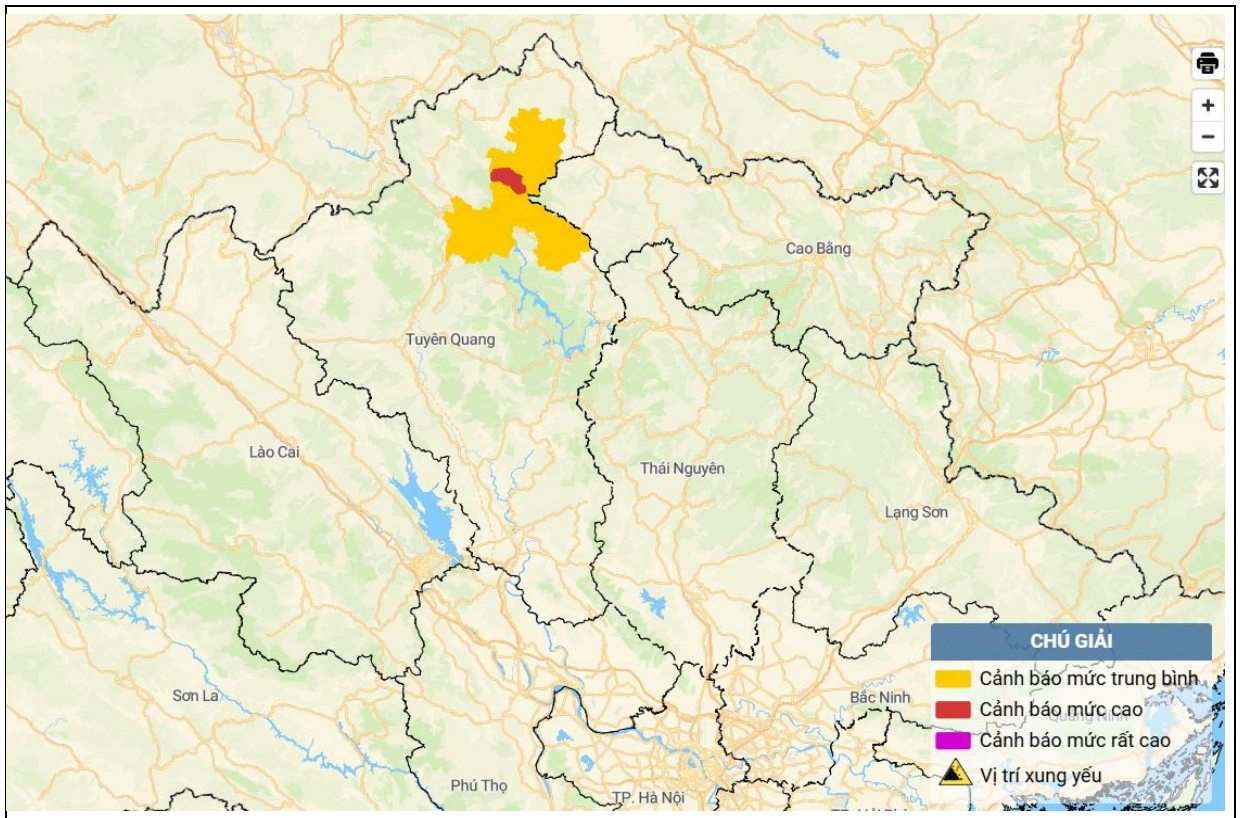 +
−
Cao Bằng
Tuyên Quang
Lào Cai
Thái Nguyên
Lạng Sơn
CHÚ GIẢI
Cảnh báo mức trung bình
Sơn La
Bắc Ninh
Cảnh báo mức cao
Quảng Ninh
Cảnh báo mức rất cao
Phú Thọ
Vị trí xung yếu
TP. Hà Nội